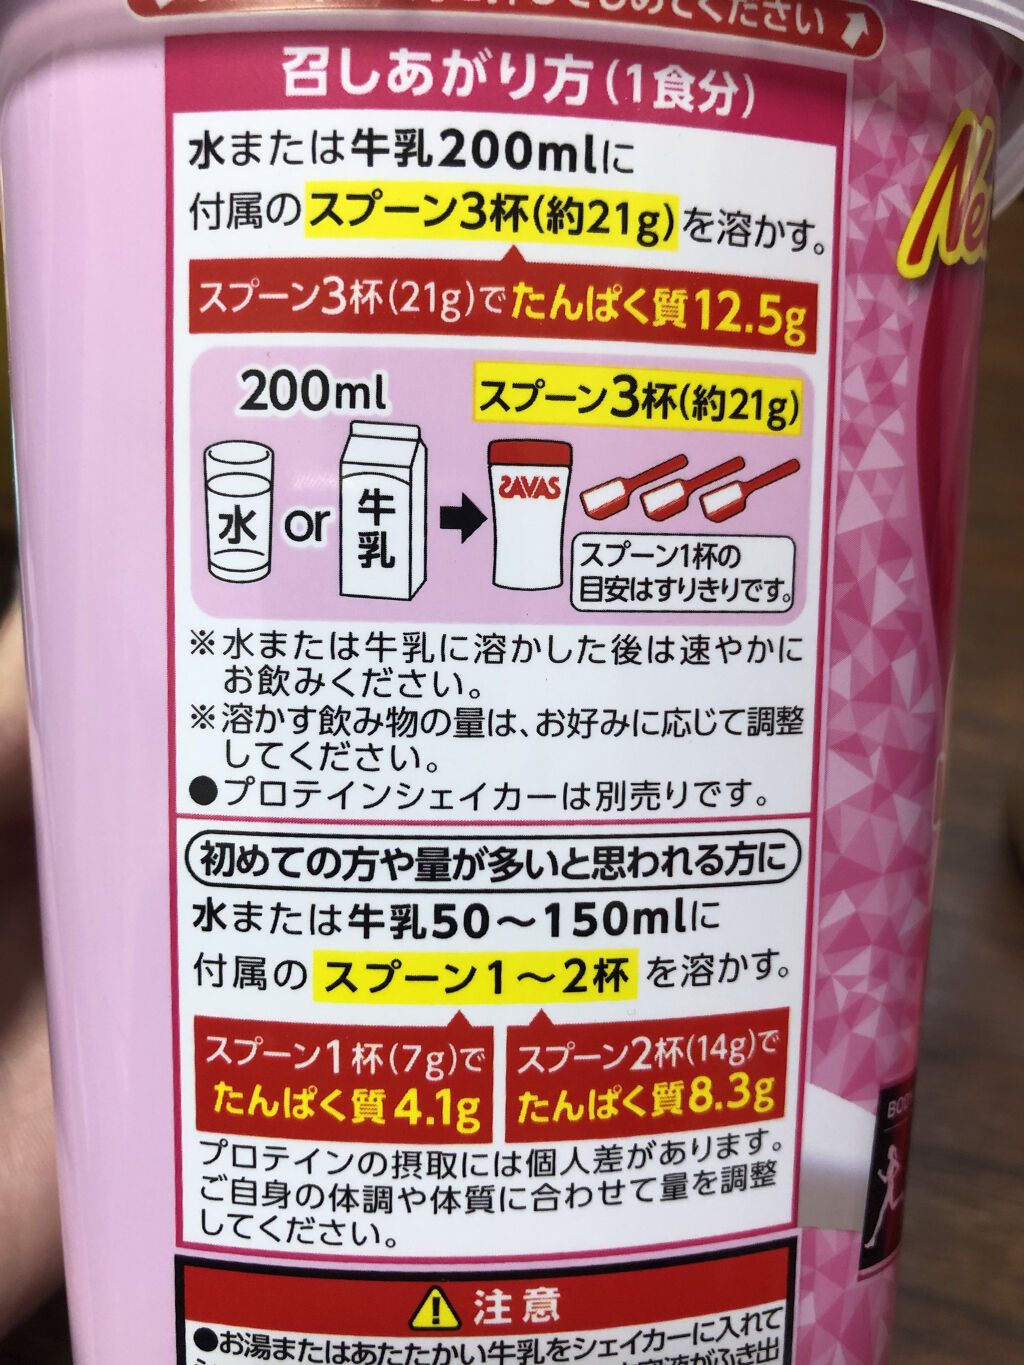 めてください
召しあがり方(1食分)
水または牛乳200mlに
付属のスプーン3杯(約21g)を溶かす。
スプーン3杯(21g)でたんぱく質12.5g
200ml
スプーン3杯(約21g)
水 or 牛乳
SAVAS
スプーン1杯の
目安はすりきりです。
※水または牛乳に溶かした後は速やかに
お飲みください。
※溶かす飲み物の量は、お好みに応じて調整
してください。
●プロテインシェイカーは別売りです。
初めての方や量が多いと思われる方に
水または牛乳50〜150mlに
付属のスプーン1〜2杯を溶かす。
スプーン1杯(7g)で
たんぱく質4.1g
スプーン2杯(14g)で
たんぱく質8.3g
プロテインの摂取には個人差があります。
ご自身の体調や体質に合わせて量を調整
してください。
注意
●お湯またはあたたかい牛乳をシェイカーに入れて